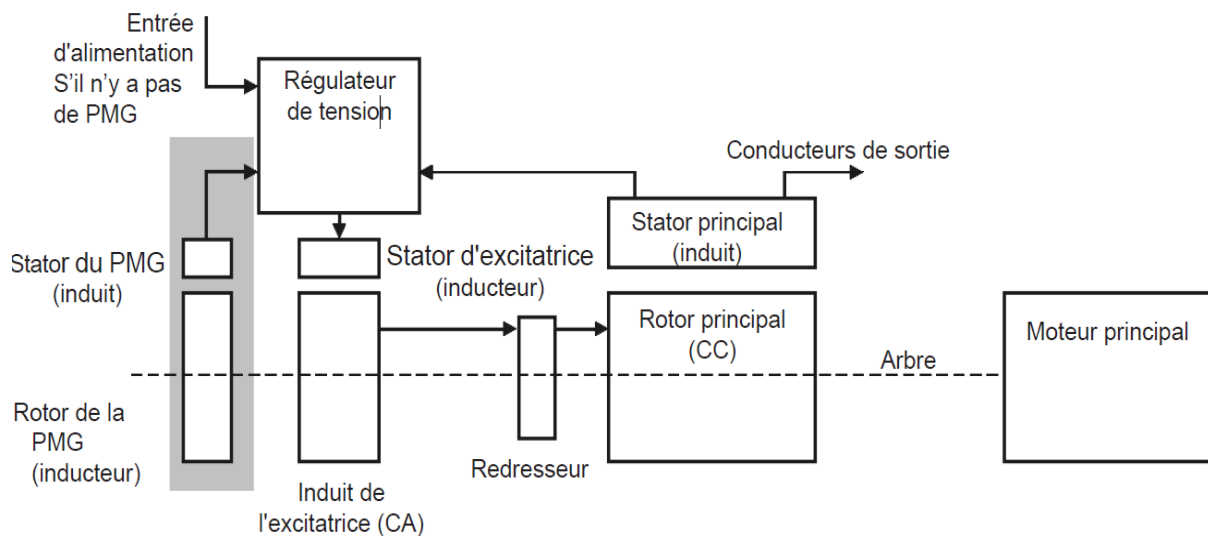 Entrée
d'alimentation
S'il n'y a pas
de PMG
Régulateur
de tension
Conducteurs de sortie
Stator principal
(induit)
Stator du PMG
(induit)
Stator d'excitatrice
(inducteur)
Rotor principal
(CC)
Moteur principal
Arbre
Rotor de la
PMG
(inducteur)
Redresseur
Induit de
l'excitatrice (CA)